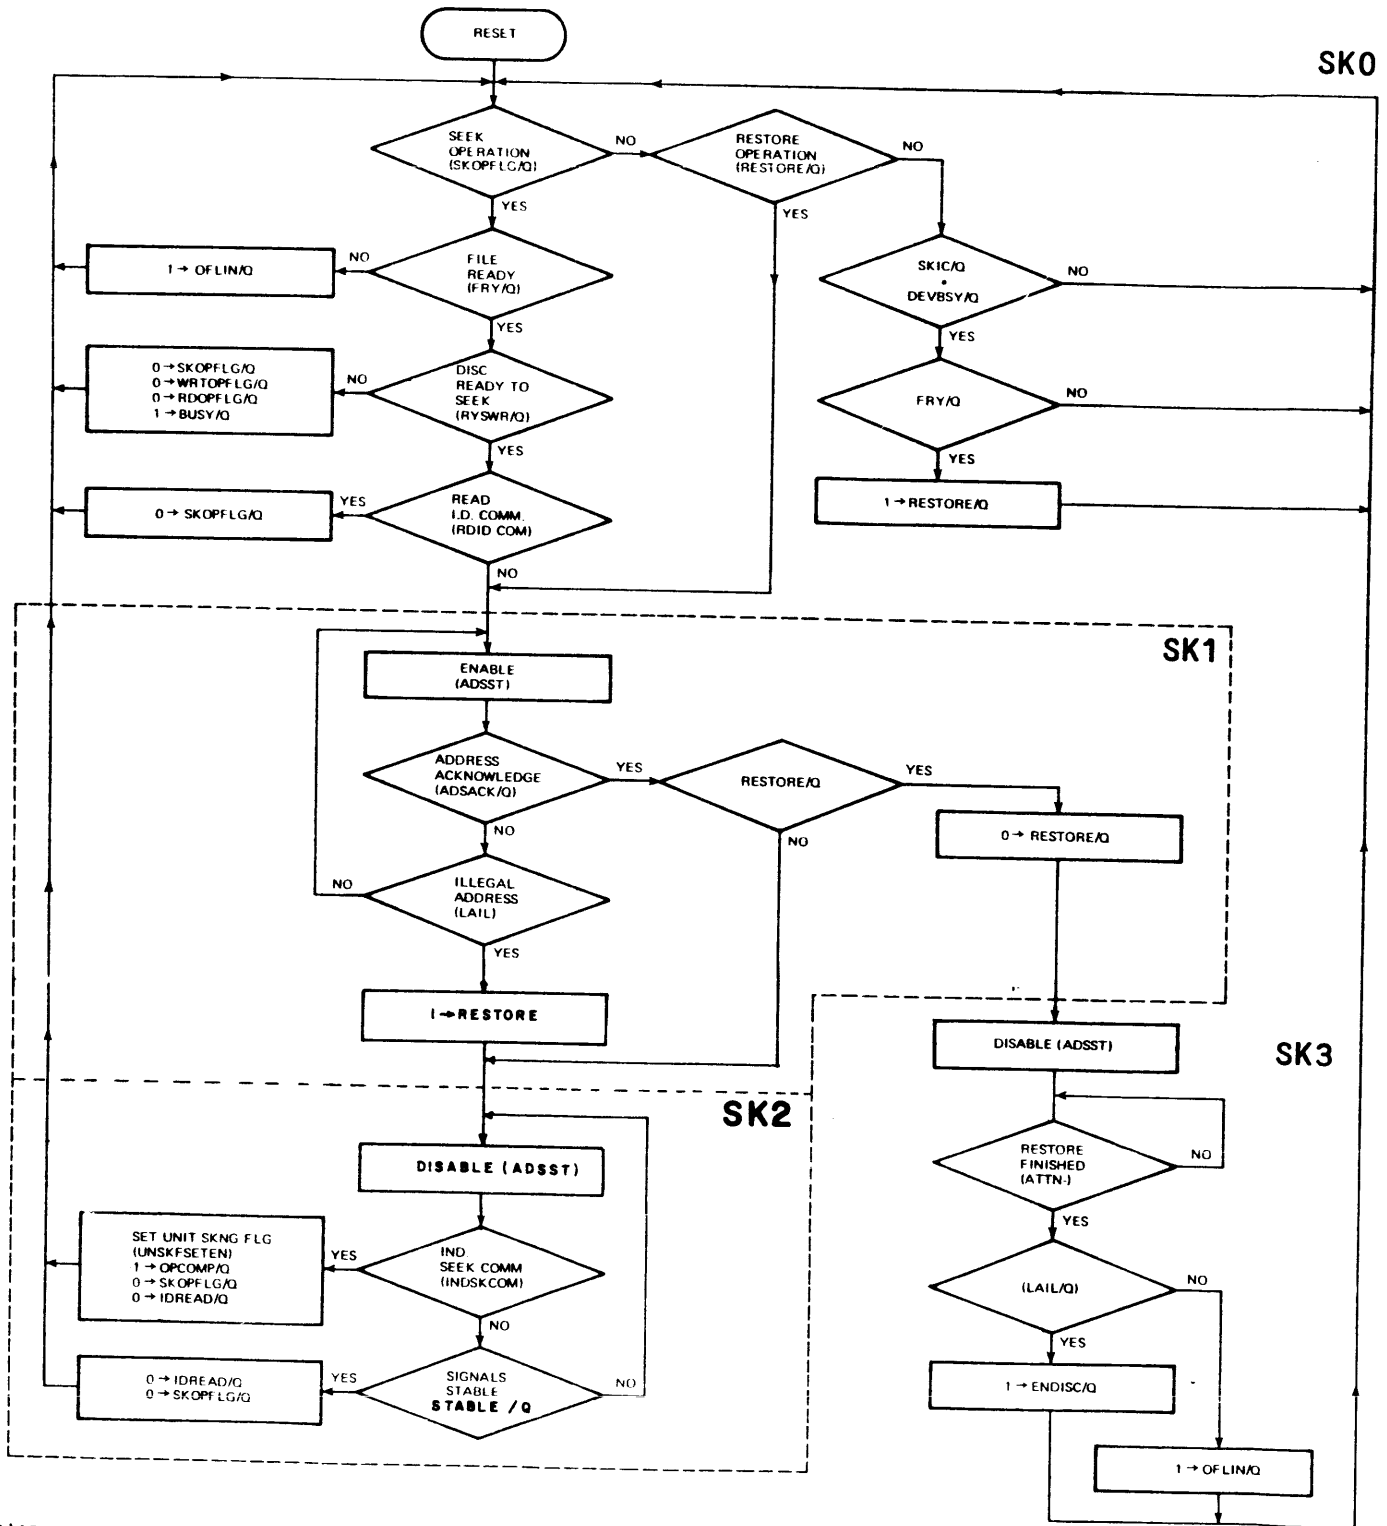 RESET
SK0
SEEK
OPERATION
(SKOPFLG/Q)
NO
RESTORE
OPERATION
(RESTORE/Q)
NO
YES
YES
1→ OFLIN/Q
NO
FILE
READY
(FRY/Q)
SKIC/Q
•
DEVBSY/Q
NO
YES
YES
0→SKOPFLG/Q
0→WRTOPFLG/Q
0→RDOPFLG/Q
1→BUSY/Q
NO
DISC
READY TO
SEEK
(RYSWR/Q)
FRY/Q
NO
YES
YES
0→ SKOPFLG/Q
YES
READ
I.D. COMM.
(RDID COM)
1→RESTORE/Q
NO
SK1
ENABLE
(ADSST)
ADDRESS
ACKNOWLEDGE
(ADSACK/Q)
YES
RESTORE/Q
YES
0→ RESTORE/Q
NO
NO
NO
ILLEGAL
ADDRESS
(LAIL)
YES
1→RESTORE
DISABLE (ADSST)
SK3
SK2
DISABLE (ADSST)
RESTORE
FINISHED
(ATTN-)
NO
YES
SET UNIT SKNG FLG
(UNSKFSETEN)
1→ OPCOMP/Q
0→ SKOPFLG/Q
0→ IDREAD/Q
YES
IND.
SEEK COMM
(INDSKCOM)
(LAIL/Q)
NO
NO
YES
0→ IDREAD/Q
0→ SKOPFLG/Q
YES
SIGNALS
STABLE
STABLE /Q
NO
1→ ENDISC/Q
1→ OFLIN/Q